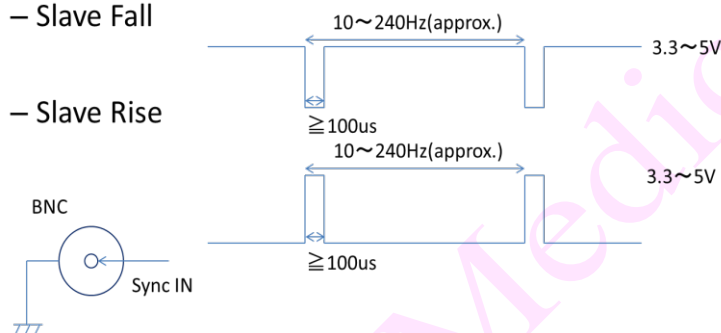 – Slave Fall
10～240Hz(approx.)
3.3～5V
≧100us
– Slave Rise
10～240Hz(approx.)
3.3～5V
≧100us
BNC
Sync IN
Medic